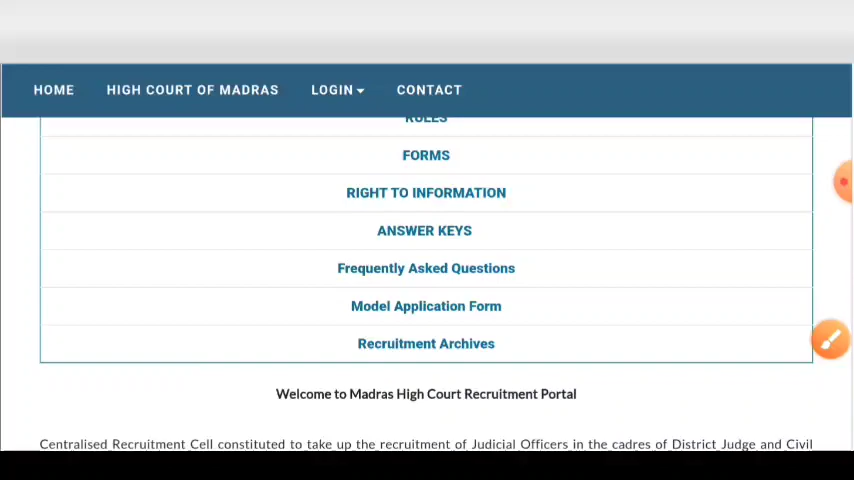 HOME HIGH COURT OF MADRAS LOGIN CONTACT
RULES
FORMS
RIGHT TO INFORMATION
ANSWER KEYS
Frequently Asked Questions
Model Application Form
Recruitment Archives
Welcome to Madras High Court Recruitment Portal
Centralised Recruitment Cell constituted to take up the recruitment of Judicial Officers in the cadres of District Judge and Civil